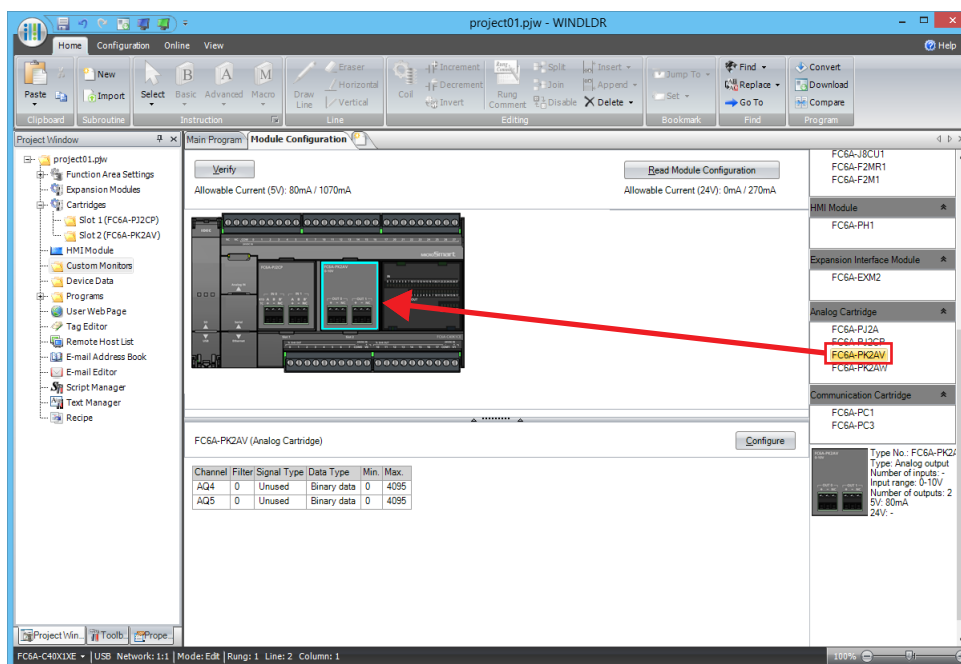 project01.pjw - WINDLDR
Home Configuration Online View Help
Paste
New
Import
Select
B A M
Basic Advanced Macro
Draw Line
Eraser
Horizontal
Vertical
Coil
Increment
Decrement
Invert
Rung Comment
Split
Join
Disable
Insert
Append
Delete
Jump To
Set
Find
Replace
Go To
Convert
Download
Compare
Clipboard Subroutine Instruction Line Editing Bookmark Find Program
Project Window
project01.pjw
Function Area Settings
Expansion Modules
Cartridges
Slot 1 (FC6A-PJ2CP)
Slot 2 (FC6A-PK2AV)
HMI Module
Custom Monitors
Device Data
Programs
User Web Page
Tag Editor
Remote Host List
E-mail Address Book
E-mail Editor
Script Manager
Text Manager
Recipe
Project Win...
Toolb...
Prope...
Main Program Module Configuration
Verify
Read Module Configuration
Allowable Current (5V): 80mA / 1070mA
Allowable Current (24V): 0mA / 270mA
FC6A-PK2AV (Analog Cartridge)
Configure
Channel Filter Signal Type Data Type Min. Max.
AQ4 0 Unused Binary data 0 4095
AQ5 0 Unused Binary data 0 4095
FC6A-J8CU1
FC6A-F2MR1
FC6A-F2M1
HMI Module
FC6A-PH1
Expansion Interface Module
FC6A-EXM2
Analog Cartridge
FC6A-PJ2A
FC6A-PJ2CP
FC6A-PK2AV
FC6A-PK2AW
Communication Cartridge
FC6A-PC1
FC6A-PC3
Type No.: FC6A-PK2A
Type: Analog output
Number of inputs: -
Input range: 0-10V
Number of outputs: 2
5V: 80mA
24V: -
FC6A-C40X1XE USB Network: 1:1 Mode: Edit Rung: 1 Line: 2 Column: 1 100%